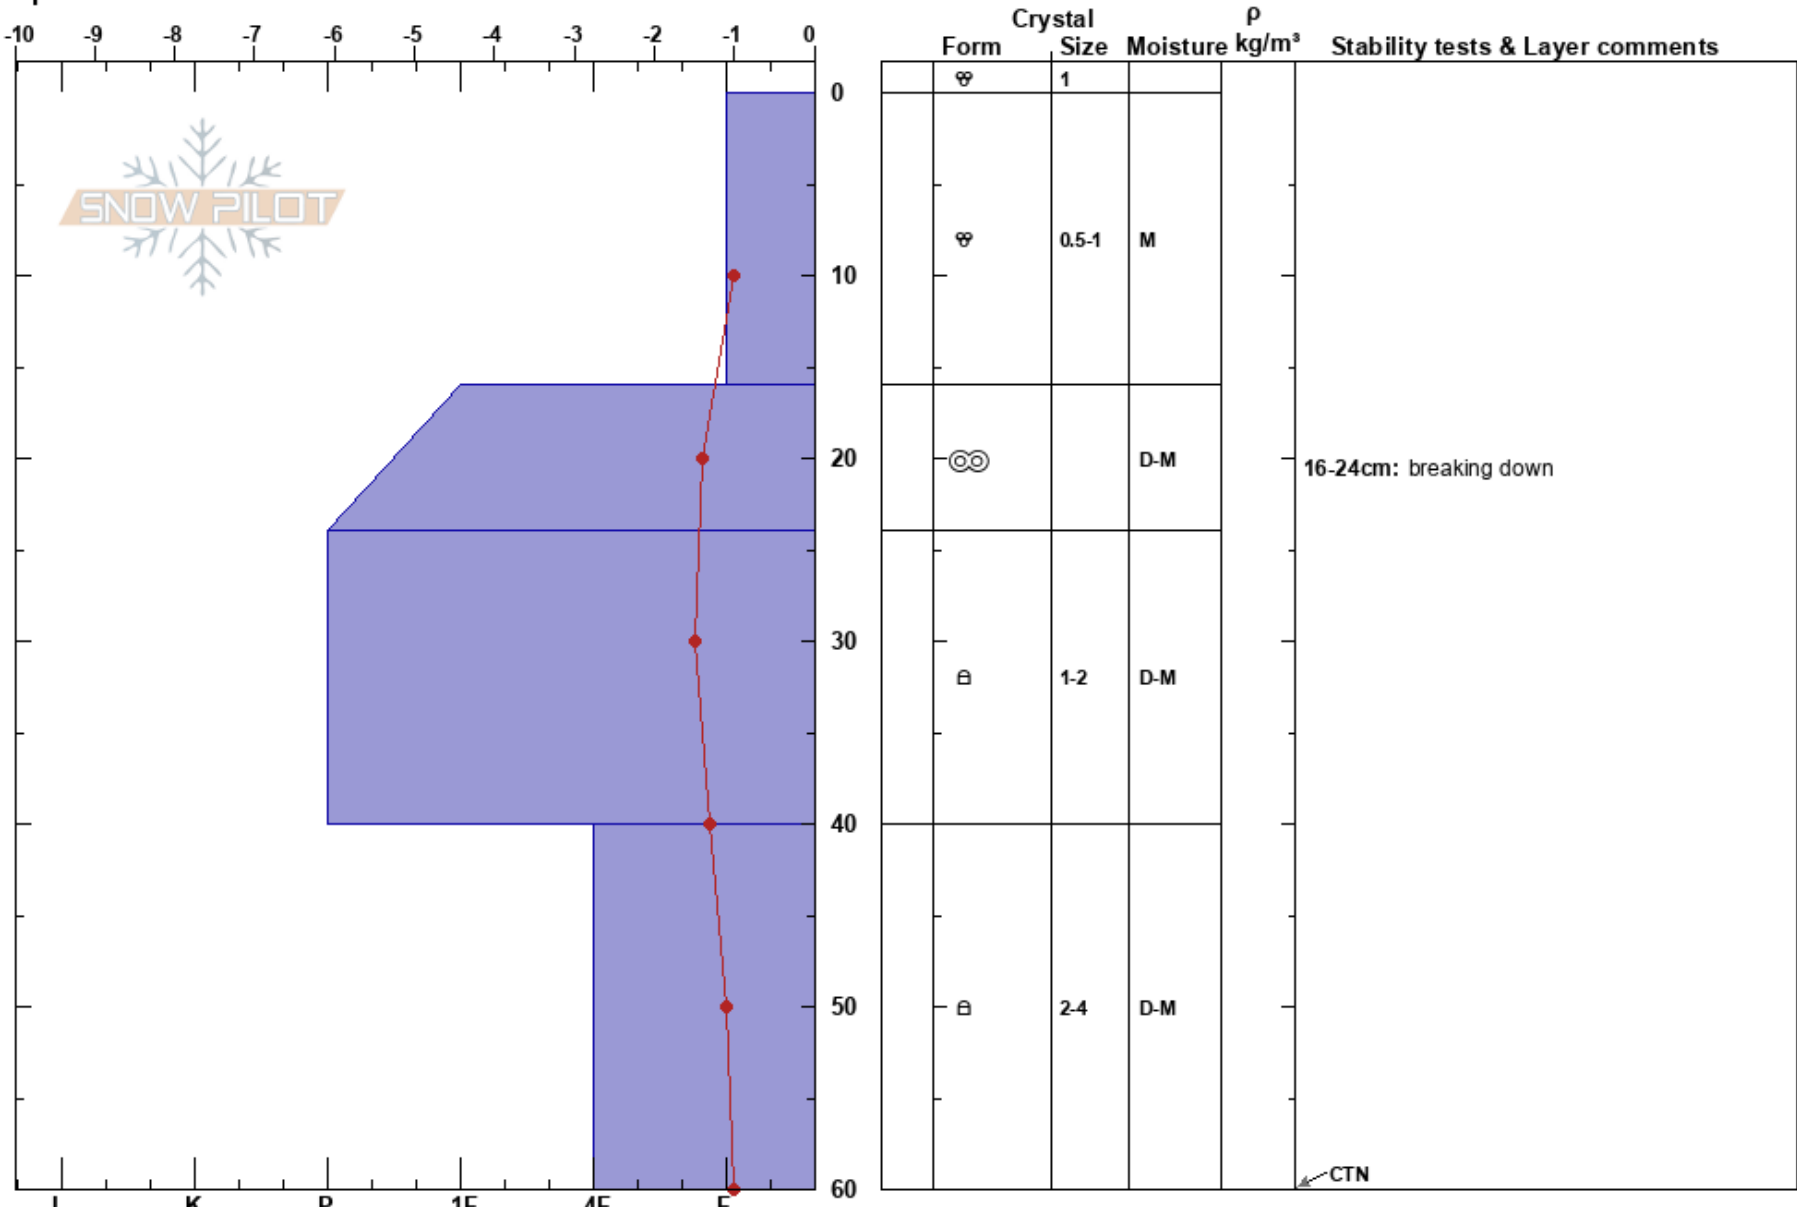 Crystal ρ
-10 -9 -8 -7 -6 -5 -4 -3 -2 -1 0 Form Size Moisture kg/m³ Stability tests & Layer comments
1
0
SNOW PILOT
0.5-1 M
10
20 D-M 16-24cm: breaking down
30
1-2 D-M
40
50 2-4 D-M
CTN
60
K P 1F 4F F